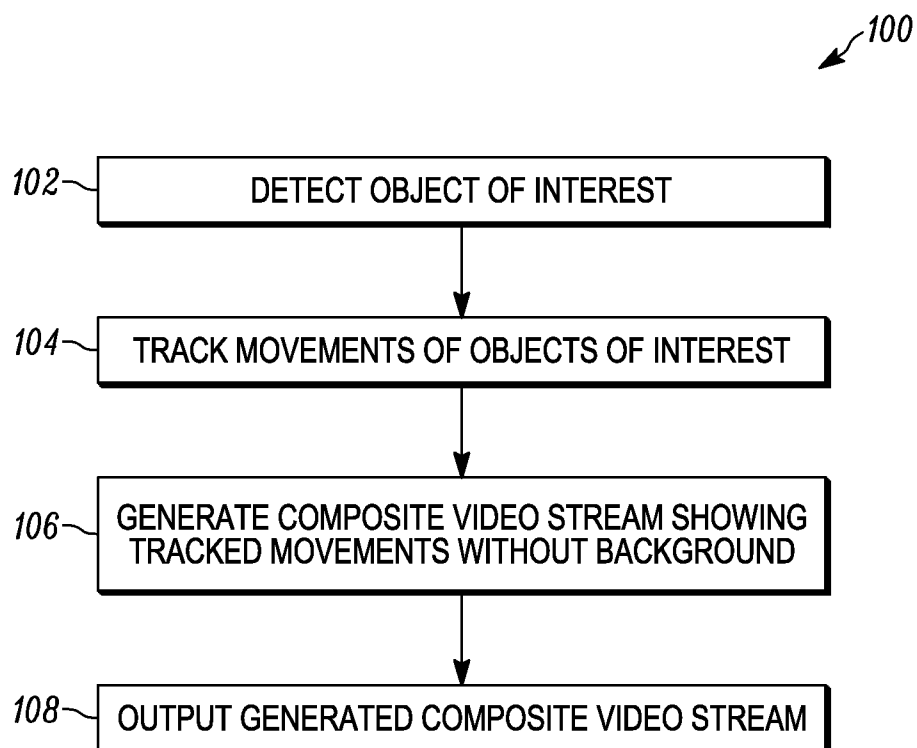 100
102
DETECT OBJECT OF INTEREST
104
TRACK MOVEMENTS OF OBJECTS OF INTEREST
106
GENERATE COMPOSITE VIDEO STREAM SHOWING
TRACKED MOVEMENTS WITHOUT BACKGROUND
108
OUTPUT GENERATED COMPOSITE VIDEO STREAM